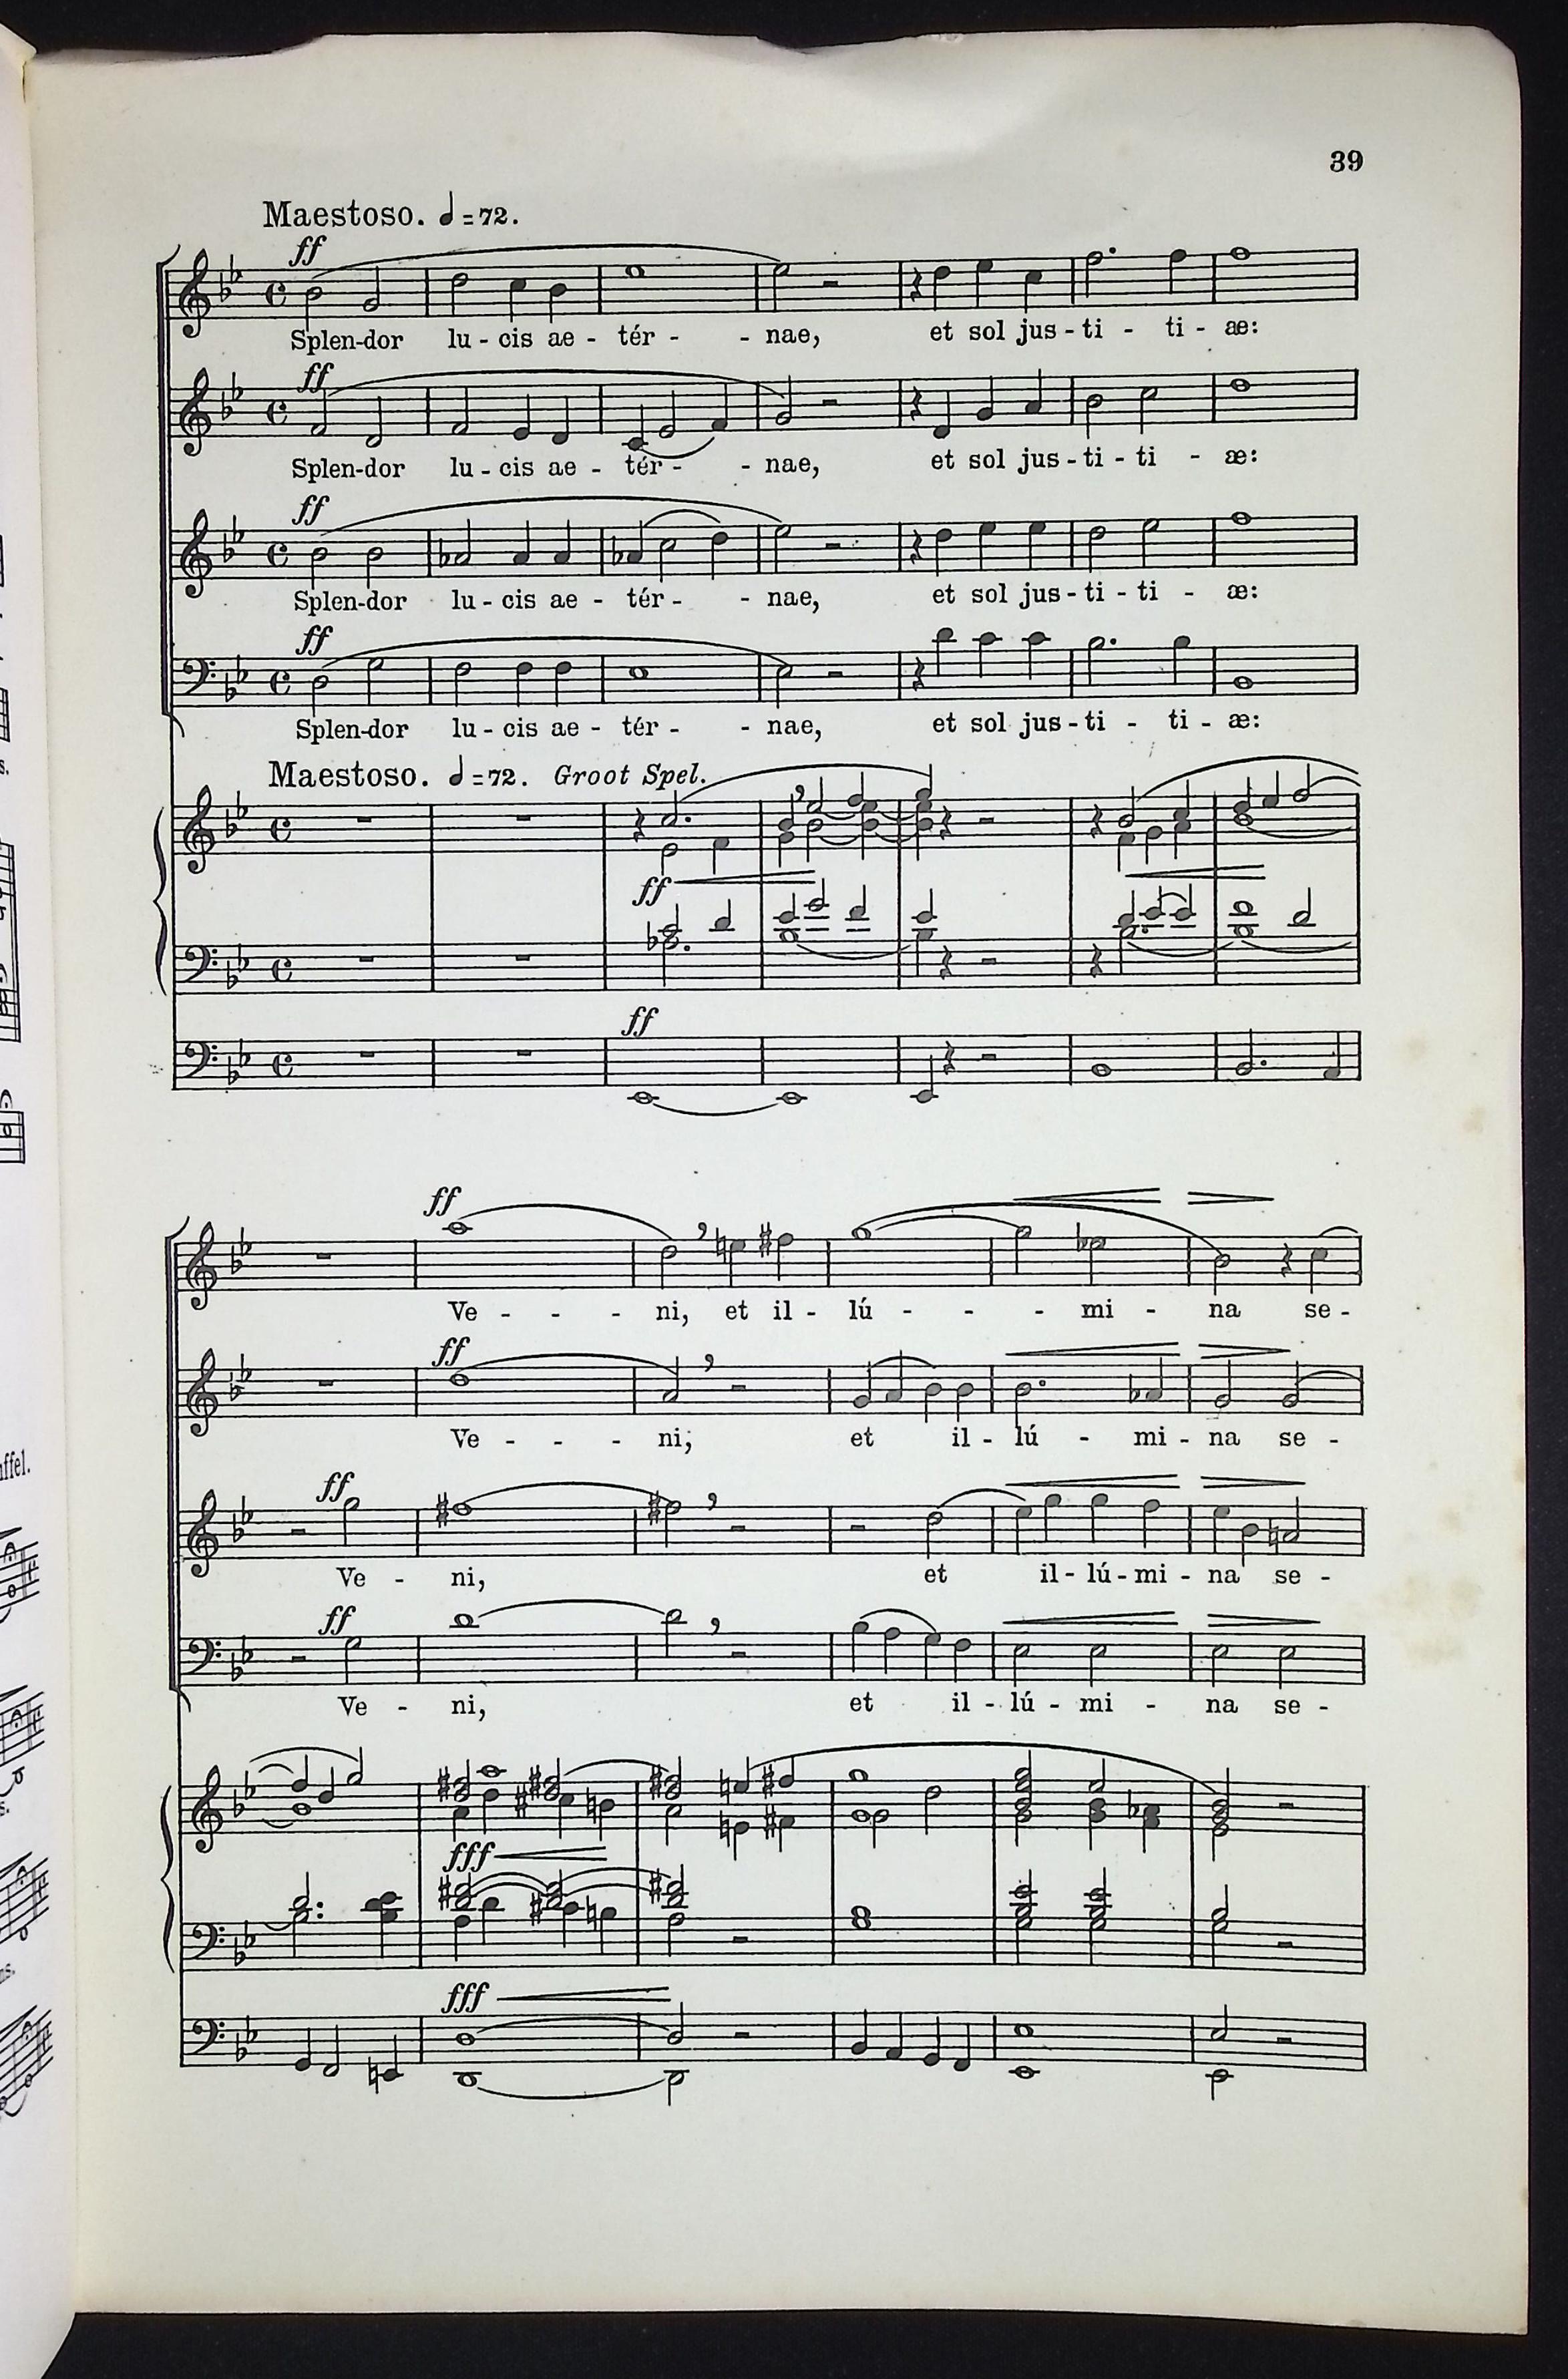 39
Maestoso. ♩=72.
ff
Splen-dor lu - cis ae - tér - - nae, et sol jus - ti - ti - æ:
ff
Splen-dor lu - cis ae - tér - - nae, et sol jus - ti - ti - æ:
ff
Splen-dor lu - cis ae - tér - - nae, et sol jus - ti - ti - æ:
ff
Splen-dor lu - cis ae - tér - - nae, et sol jus - ti - ti - æ:
Maestoso. ♩=72. Groot Spel.
ff
ff
ff
Ve - - - ni, et il - lú - - - mi - na se -
ff
Ve - - - ni, et il - lú - mi - na se -
ff
Ve - ni, et il - lú - mi - na se -
ff
Ve - ni, et il - lú - mi - na se -
fff
fff